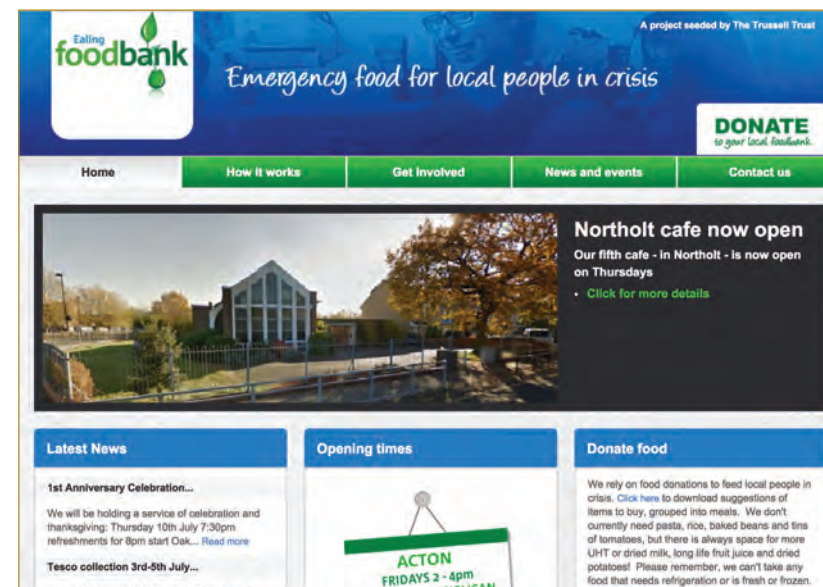 A project seeded by The Trussell Trust
Ealing
foodbank
Emergency food for local people in crisis
DONATE
to your local foodbank
Home
How it works
Get involved
News and events
Contact us
Northolt cafe now open
Our fifth cafe - in Northolt - is now open
on Thursdays
• Click for more details
Latest News
1st Anniversary Celebration...
We will be holding a service of celebration and
thanksgiving: Thursday 10th July 7:30pm
refreshments for 8pm start Oak... Read more
Tesco collection 3rd-5th July...
Opening times
ACTON
FRIDAYS 2 - 4pm
Donate food
We rely on food donations to feed local people in
crisis. Click here to download suggestions of
items to buy, grouped into meals. We don't
currently need pasta, rice, baked beans and tins
of tomatoes, but there is always space for more
UHT or dried milk, long life fruit juice and dried
potatoes! Please remember, we can't take any
food that needs refrigeration or is fresh or frozen.